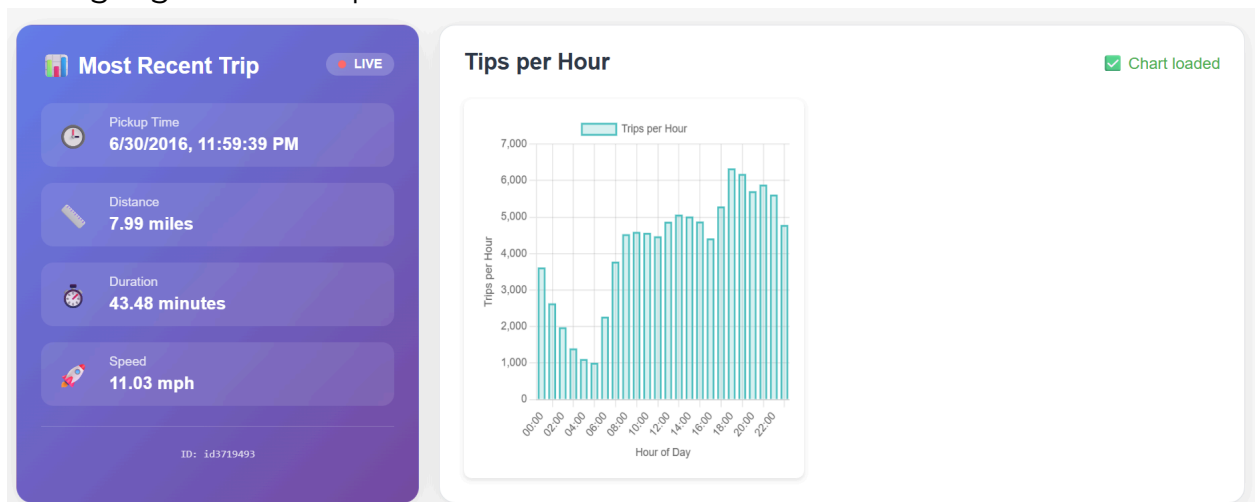 Most Recent Trip
LIVE
Pickup Time
6/30/2016, 11:59:39 PM
Distance
7.99 miles
Duration
43.48 minutes
Speed
11.03 mph
ID: id3719493
Tips per Hour
Chart loaded
Trips per Hour
7,000
6,000
5,000
4,000
3,000
2,000
1,000
0
Trips per Hour
00:00
02:00
04:00
06:00
08:00
10:00
12:00
14:00
16:00
18:00
20:00
22:00
Hour of Day